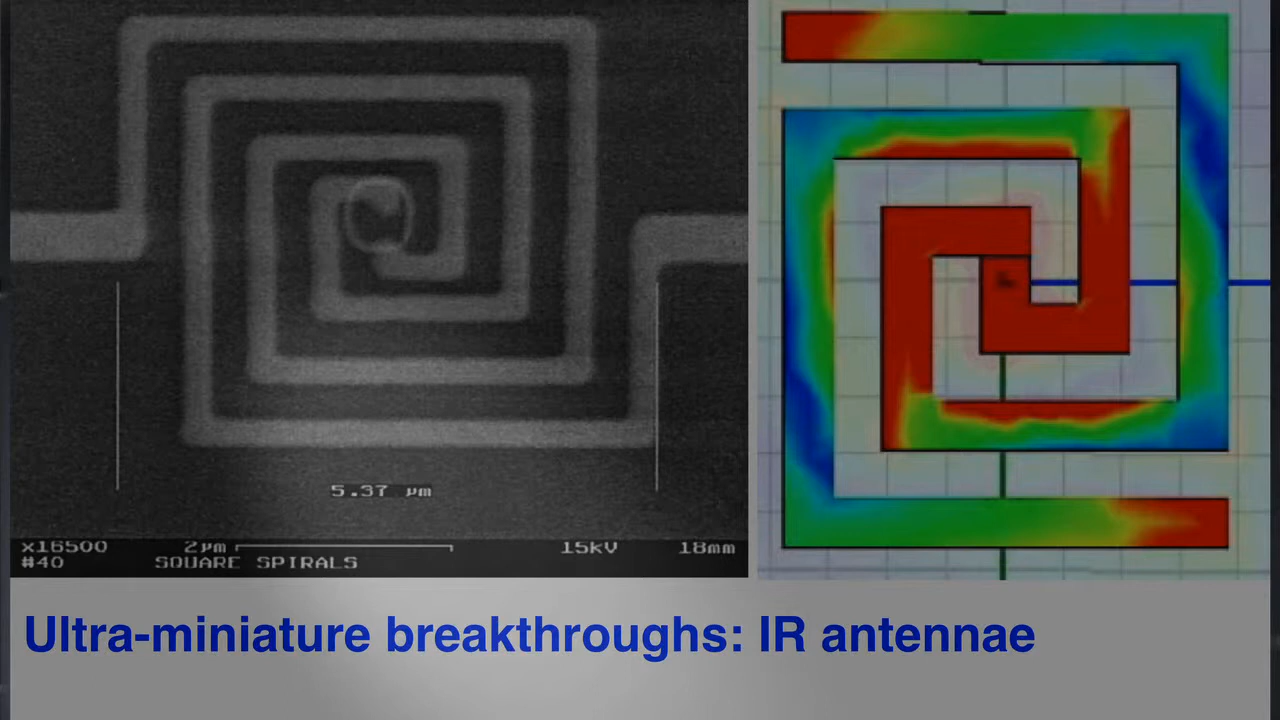 5.37 µm
x16500 2µm 15kV 18mm
#40 SQUARE SPIRALS
Ultra-miniature breakthroughs: IR antennae